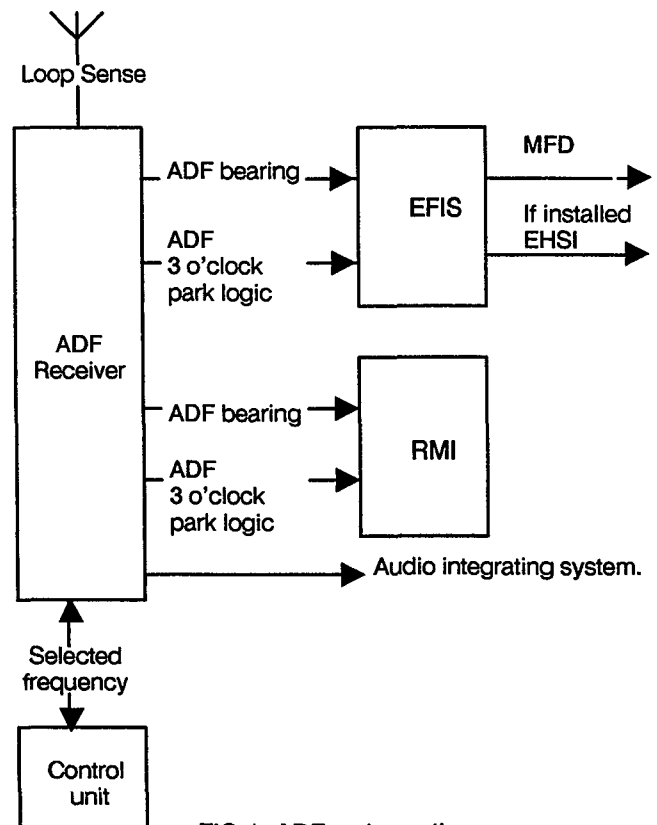 Loop Sense
ADF bearing
MFD
EFIS
If installed
EHSI
ADF
3 o'clock
park logic
ADF
Receiver
ADF bearing
RMI
ADF
3 o'clock
park logic
Audio integrating system.
Selected
frequency
Control
unit